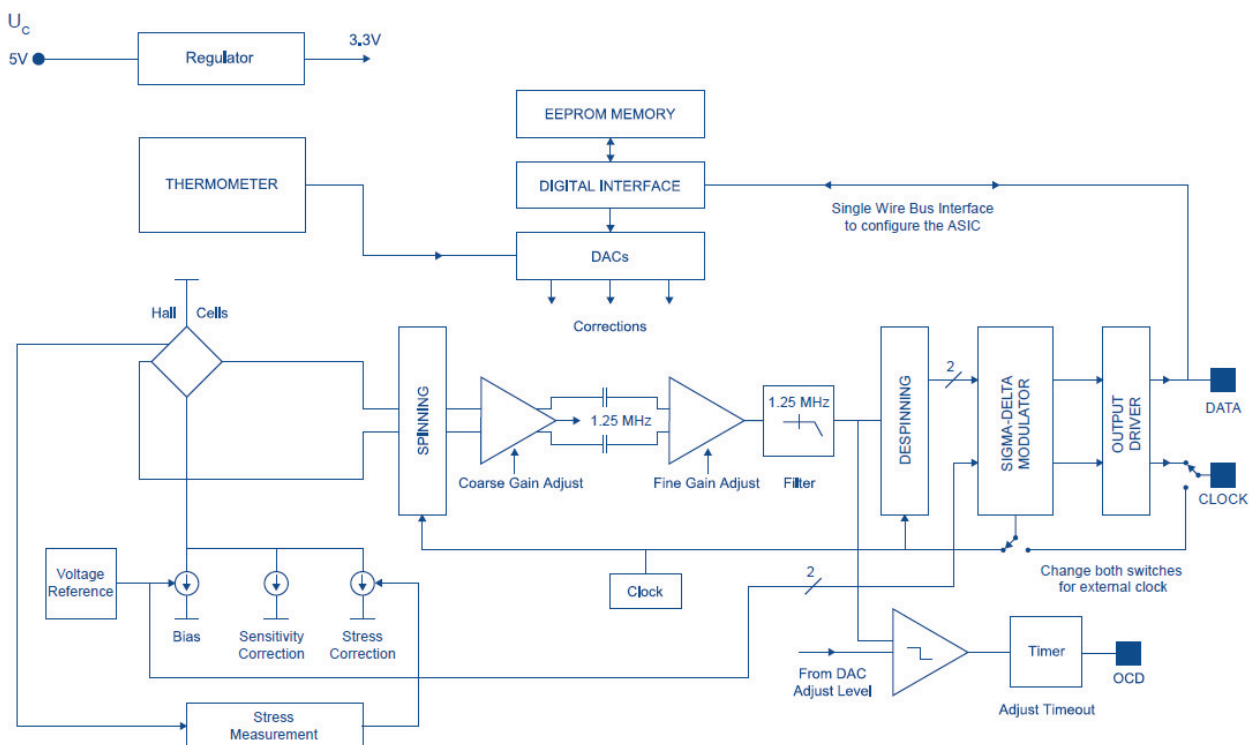 U_C
5V
Regulator
3.3V
EEPROM MEMORY
THERMOMETER
DIGITAL INTERFACE
Single Wire Bus Interface
to configure the ASIC
DACs
Corrections
Hall Cells
SPINNING
1.25 MHz
Coarse Gain Adjust
Fine Gain Adjust
1.25 MHz
Filter
DESPINNING
2
SIGMA-DELTA
MODULATOR
OUTPUT
DRIVER
DATA
CLOCK
Voltage
Reference
Bias
Sensitivity
Correction
Stress
Correction
Clock
2
Change both switches
for external clock
From DAC
Adjust Level
Timer
OCD
Adjust Timeout
Stress
Measurement